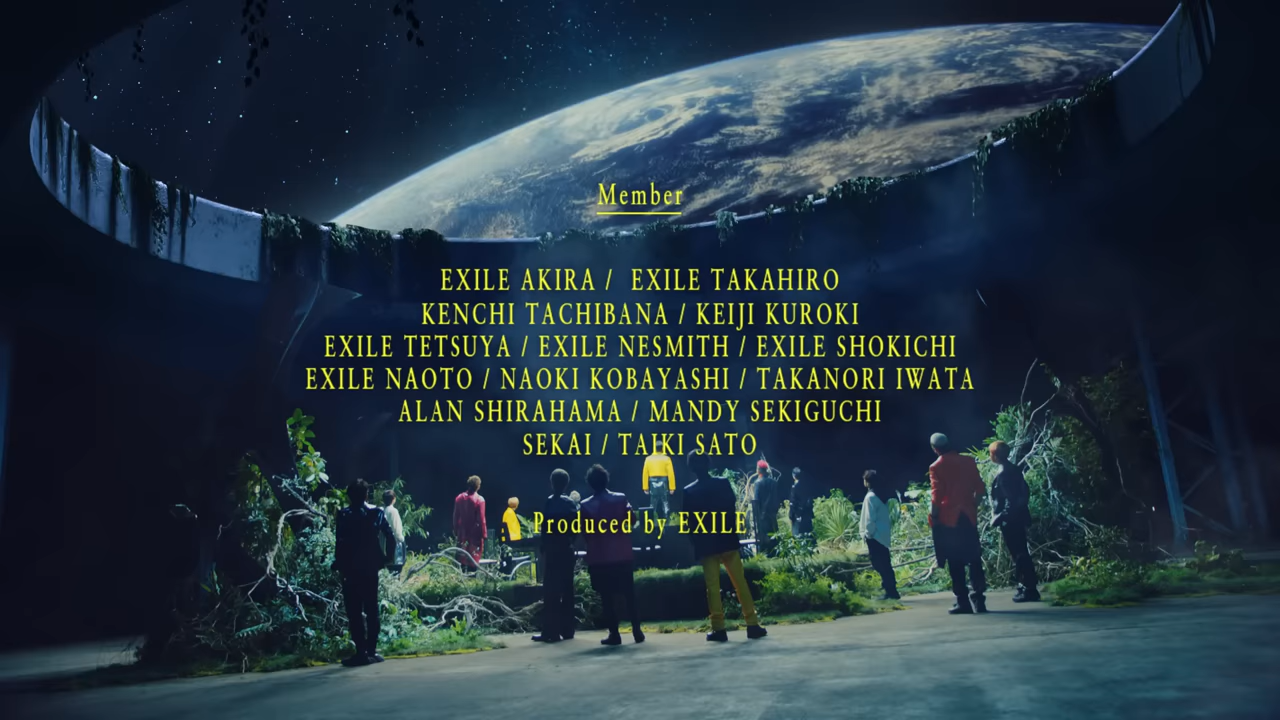 Member
EXILE AKIRA / EXILE TAKAHIRO
KENCHI TACHIBANA / KEIJI KUROKI
EXILE TETSUYA / EXILE NESMITH / EXILE SHOKICHI
EXILE NAOTO / NAOKI KOBAYASHI / TAKANORI IWATA
ALAN SHIRAHAMA / MANDY SEKIGUCHI
SEKAI / TAIKI SATO
Produced by EXILE